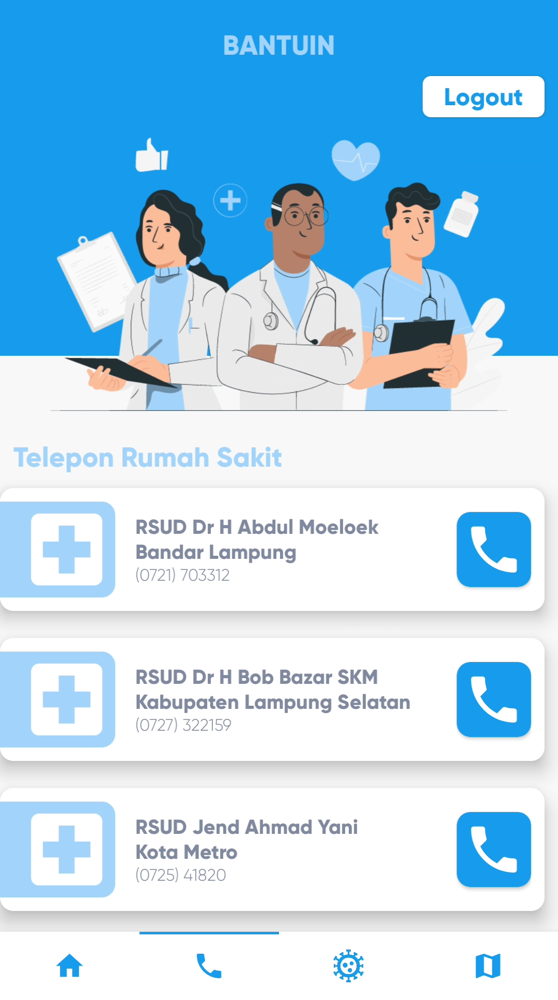 BANTUIN
Logout
Telepon Rumah Sakit
RSUD Dr H Abdul Moeloek
Bandar Lampung
(0721) 703312
RSUD Dr H Bob Bazar SKM
Kabupaten Lampung Selatan
(0727) 322159
RSUD Jend Ahmad Yani
Kota Metro
(0725) 41820